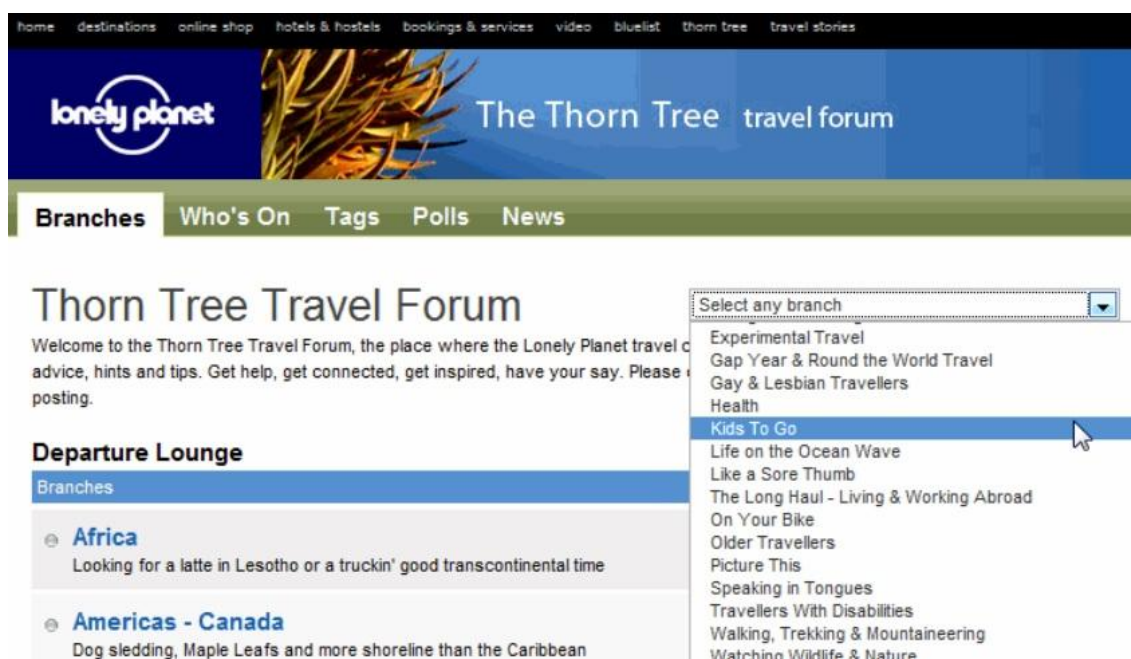 home destinations online shop hotels & hostels bookings & services video bluelist thorn tree travel stories
lonely planet
The Thorn Tree travel forum
Branches Who's On Tags Polls News
Thorn Tree Travel Forum
Select any branch
Welcome to the Thorn Tree Travel Forum, the place where the Lonely Planet travel
advice, hints and tips. Get help, get connected, get inspired, have your say. Please
posting.
Departure Lounge
Branches
Africa
Looking for a latte in Lesotho or a truckin' good transcontinental time
Americas - Canada
Dog sledding, Maple Leafs and more shoreline than the Caribbean
Experimental Travel
Gap Year & Round the World Travel
Gay & Lesbian Travellers
Health
Kids To Go
Life on the Ocean Wave
Like a Sore Thumb
The Long Haul - Living & Working Abroad
On Your Bike
Older Travellers
Picture This
Speaking in Tongues
Travellers With Disabilities
Walking, Trekking & Mountaineering
Watching Wildlife & Nature